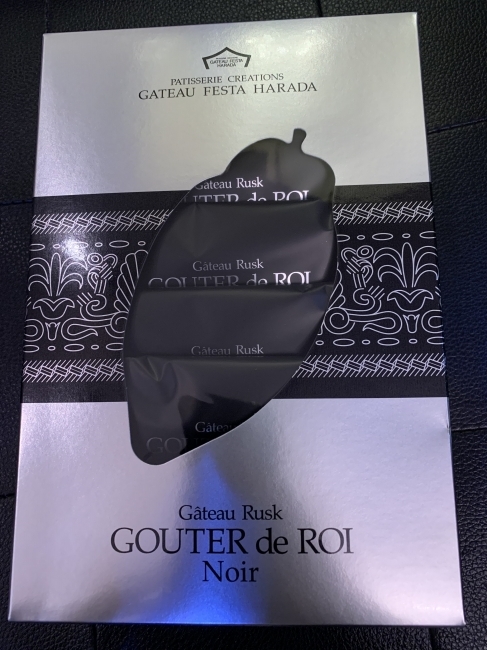 GATEAU FESTA
HARADA
PATISSERIE CREATIONS
GATEAU FESTA HARADA
Gâteau Rusk
GOUTER de ROI
Gâteau Rusk
GOUTER de ROI
Gâteau Rusk
Gâteau Rusk
GOUTER de ROI
Noir